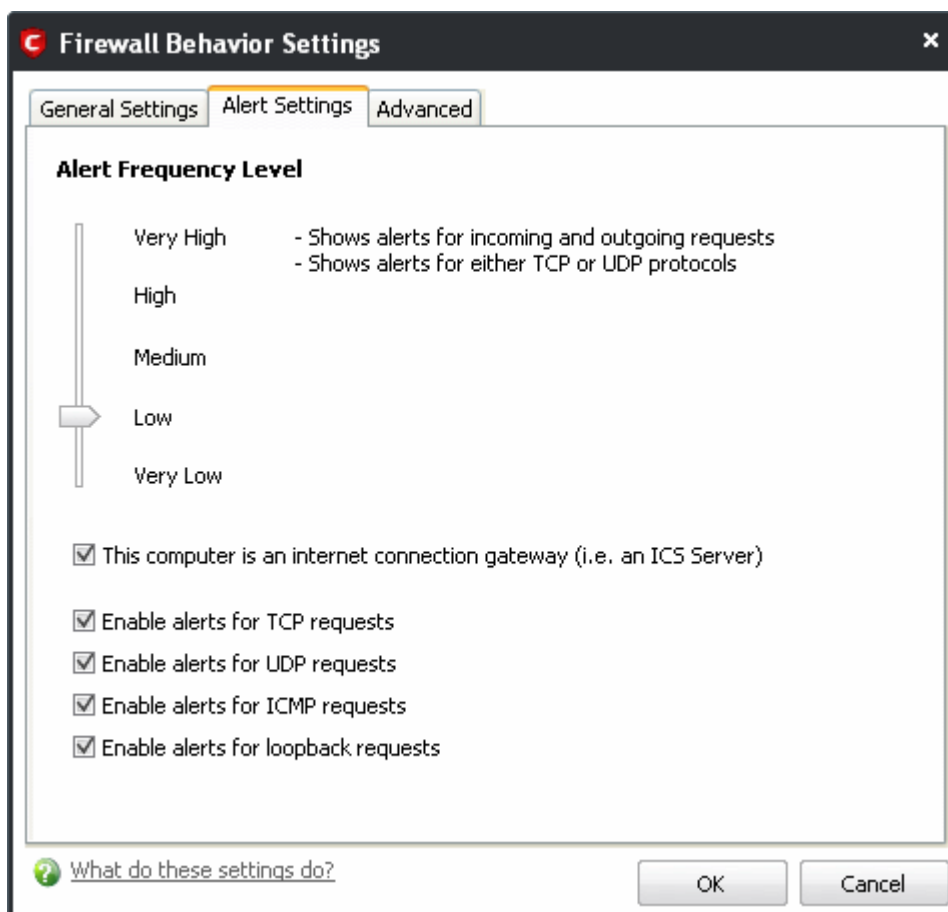 Firewall Behavior Settings
General Settings
Alert Settings
Advanced
Alert Frequency Level
Very High
- Shows alerts for incoming and outgoing requests
- Shows alerts for either TCP or UDP protocols
High
Medium
Low
Very Low
This computer is an internet connection gateway (i.e. an ICS Server)
Enable alerts for TCP requests
Enable alerts for UDP requests
Enable alerts for ICMP requests
Enable alerts for loopback requests
What do these settings do?
OK
Cancel